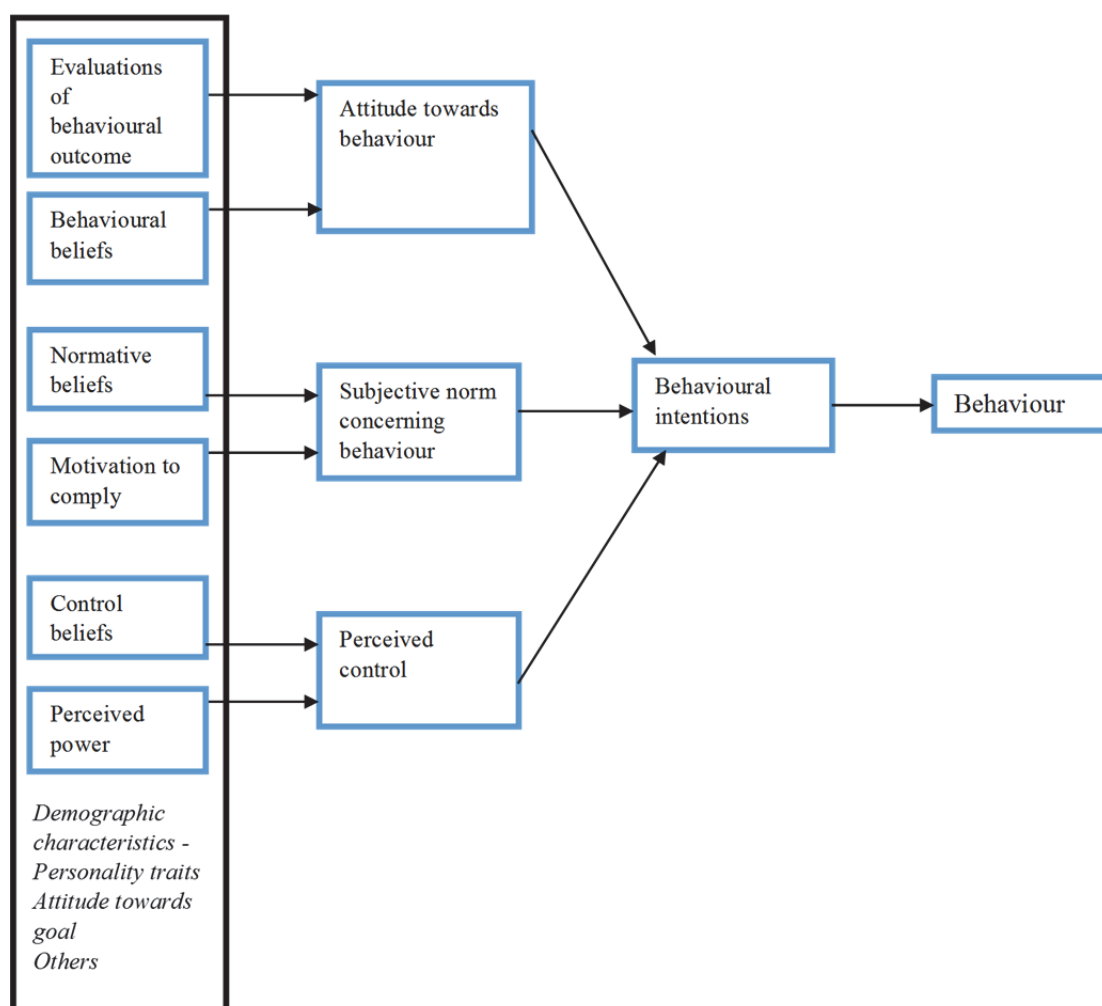 Evaluations
of
behavioural
outcome
Behavioural
beliefs
Normative
beliefs
Motivation to
comply
Control
beliefs
Perceived
power
Demographic
characteristics -
Personality traits
Attitude towards
goal
Others
Attitude towards
behaviour
Subjective norm
concerning
behaviour
Perceived
control
Behavioural
intentions
Behaviour